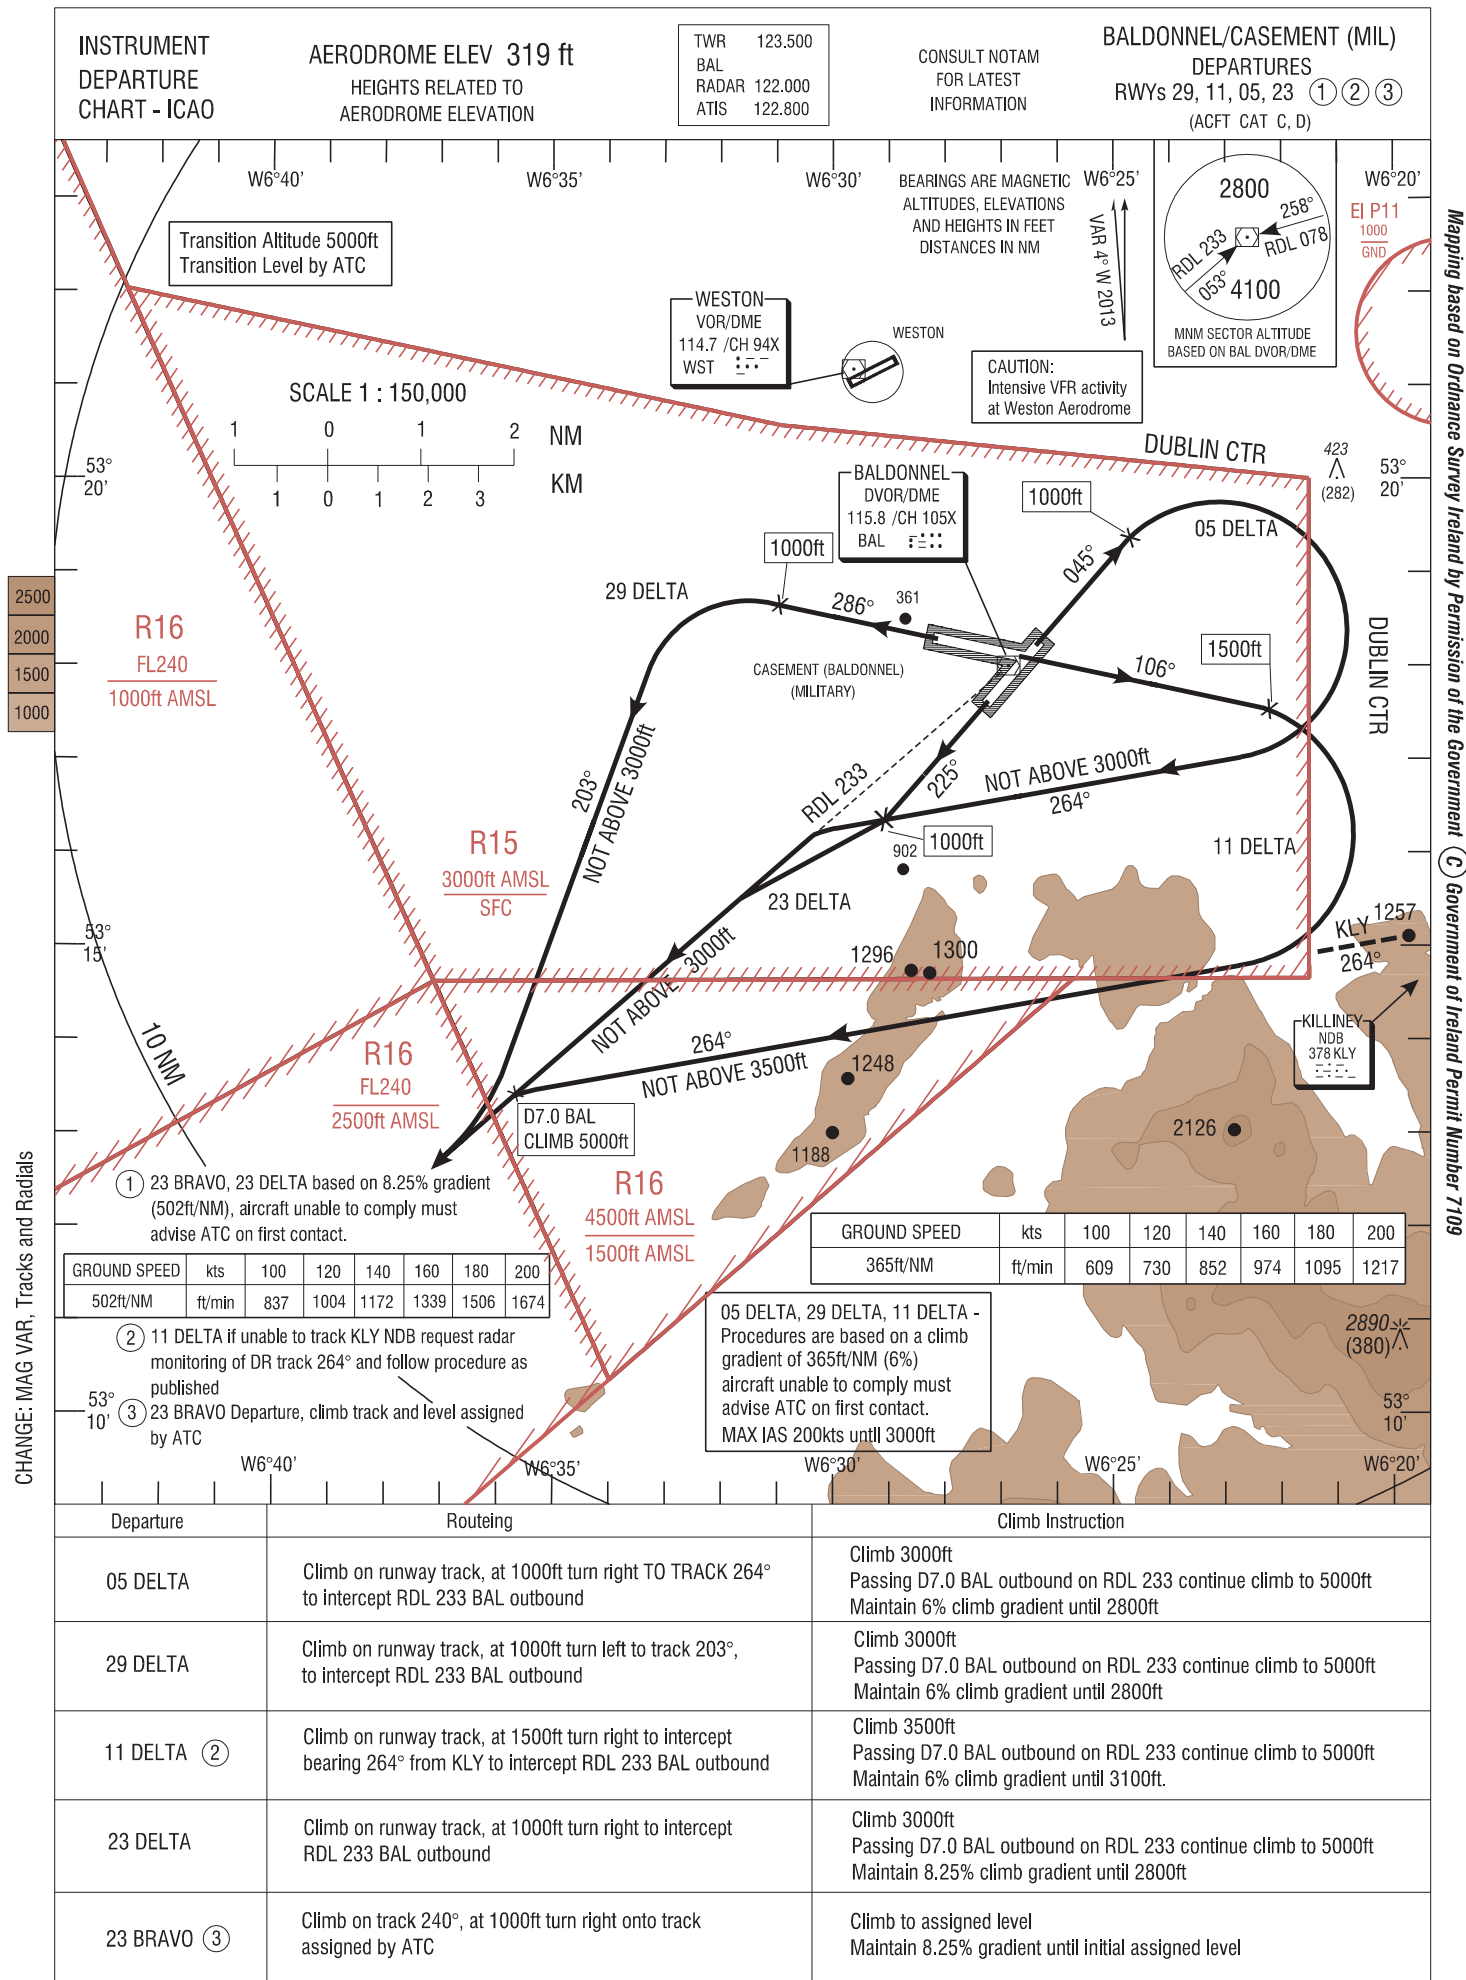 INSTRUMENT
DEPARTURE
CHART - ICAO
AERODROME ELEV 319 ft
HEIGHTS RELATED TO
AERODROME ELEVATION
TWR 123.500
BAL
RADAR 122.000
ATIS 122.800
CONSULT NOTAM
FOR LATEST
INFORMATION
BALDONNEL/CASEMENT (MIL)
DEPARTURES
RWYs 29, 11, 05, 23 1 2 3
(ACFT CAT C, D)
W6°40'
W6°35'
W6°30'
W6°25'
W6°20'
BEARINGS ARE MAGNETIC
ALTITUDES, ELEVATIONS
AND HEIGHTS IN FEET
DISTANCES IN NM
VAR 4° W 2013
2800
258°
RDL 078
RDL 233
053°
4100
MNM SECTOR ALTITUDE
BASED ON BAL DVOR/DME
EI P11
1000
GND
Transition Altitude 5000ft
Transition Level by ATC
WESTON
VOR/DME
114.7 /CH 94X
WST
WESTON
CAUTION:
Intensive VFR activity
at Weston Aerodrome
SCALE 1 : 150,000
1 0 1 2 NM
1 0 1 2 3 KM
53°
20'
DUBLIN CTR
423
(282)
53°
20'
BALDONNEL
DVOR/DME
115.8 /CH 105X
BAL
1000ft
05 DELTA
1000ft
045°
29 DELTA
286°
361
2500
2000
1500
1000
R16
FL240
1000ft AMSL
CASEMENT (BALDONNEL)
(MILITARY)
106°
1500ft
DUBLIN CTR
203°
NOT ABOVE 3000ft
RDL 233
225°
NOT ABOVE 3000ft
264°
R15
3000ft AMSL
SFC
1000ft
902
11 DELTA
23 DELTA
53°
15'
NOT ABOVE 3000ft
1296
1300
KLY
264°
1257
10 NM
R16
FL240
2500ft AMSL
264°
NOT ABOVE 3500ft
1248
KILLINEY
NDB
378 KLY
D7.0 BAL
CLIMB 5000ft
1188
2126
1 23 BRAVO, 23 DELTA based on 8.25% gradient
(502ft/NM), aircraft unable to comply must
advise ATC on first contact.
R16
4500ft AMSL
1500ft AMSL
GROUND SPEED kts 100 120 140 160 180 200
365ft/NM ft/min 609 730 852 974 1095 1217
GROUND SPEED kts 100 120 140 160 180 200
502ft/NM ft/min 837 1004 1172 1339 1506 1674
05 DELTA, 29 DELTA, 11 DELTA -
Procedures are based on a climb
gradient of 365ft/NM (6%)
aircraft unable to comply must
advise ATC on first contact.
MAX IAS 200kts until 3000ft
2890
(380)
2 11 DELTA if unable to track KLY NDB request radar
monitoring of DR track 264° and follow procedure as
published
3 23 BRAVO Departure, climb track and level assigned
by ATC
53°
10'
53°
10'
W6°40'
W6°35'
W6°30'
W6°25'
W6°20'
CHANGE: MAG VAR, Tracks and Radials
Mapping based on Ordnance Survey Ireland by Permission of the Government C Government of Ireland Permit Number 7109
Departure Routeing Climb Instruction
05 DELTA
Climb on runway track, at 1000ft turn right TO TRACK 264°
to intercept RDL 233 BAL outbound
Climb 3000ft
Passing D7.0 BAL outbound on RDL 233 continue climb to 5000ft
Maintain 6% climb gradient until 2800ft
29 DELTA
Climb on runway track, at 1000ft turn left to track 203°,
to intercept RDL 233 BAL outbound
Climb 3000ft
Passing D7.0 BAL outbound on RDL 233 continue climb to 5000ft
Maintain 6% climb gradient until 2800ft
11 DELTA 2
Climb on runway track, at 1500ft turn right to intercept
bearing 264° from KLY to intercept RDL 233 BAL outbound
Climb 3500ft
Passing D7.0 BAL outbound on RDL 233 continue climb to 5000ft
Maintain 6% climb gradient until 3100ft.
23 DELTA
Climb on runway track, at 1000ft turn right to intercept
RDL 233 BAL outbound
Climb 3000ft
Passing D7.0 BAL outbound on RDL 233 continue climb to 5000ft
Maintain 8.25% climb gradient until 2800ft
23 BRAVO 3
Climb on track 240°, at 1000ft turn right onto track
assigned by ATC
Climb to assigned level
Maintain 8.25% gradient until initial assigned level